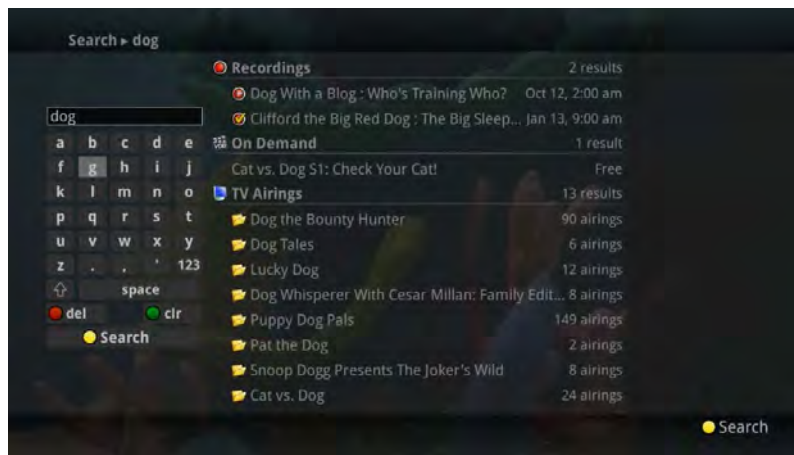 Search ▸ dog
Recordings 2 results
Dog With a Blog : Who's Training Who? Oct 12, 2:00 am
Clifford the Big Red Dog : The Big Sleep... Jan 13, 9:00 am
On Demand 1 result
Cat vs. Dog S1: Check Your Cat! Free
TV Airings 13 results
Dog the Bounty Hunter 90 airings
Dog Tales 6 airings
Lucky Dog 12 airings
Dog Whisperer With Cesar Millan: Family Edit... 8 airings
Puppy Dog Pals 149 airings
Pat the Dog 2 airings
Snoop Dogg Presents The Joker's Wild 8 airings
Cat vs. Dog 24 airings
dog
a b c d e
f g h i j
k l m n o
p q r s t
u v w x y
z . , ' 123
space
del clr
Search
Search